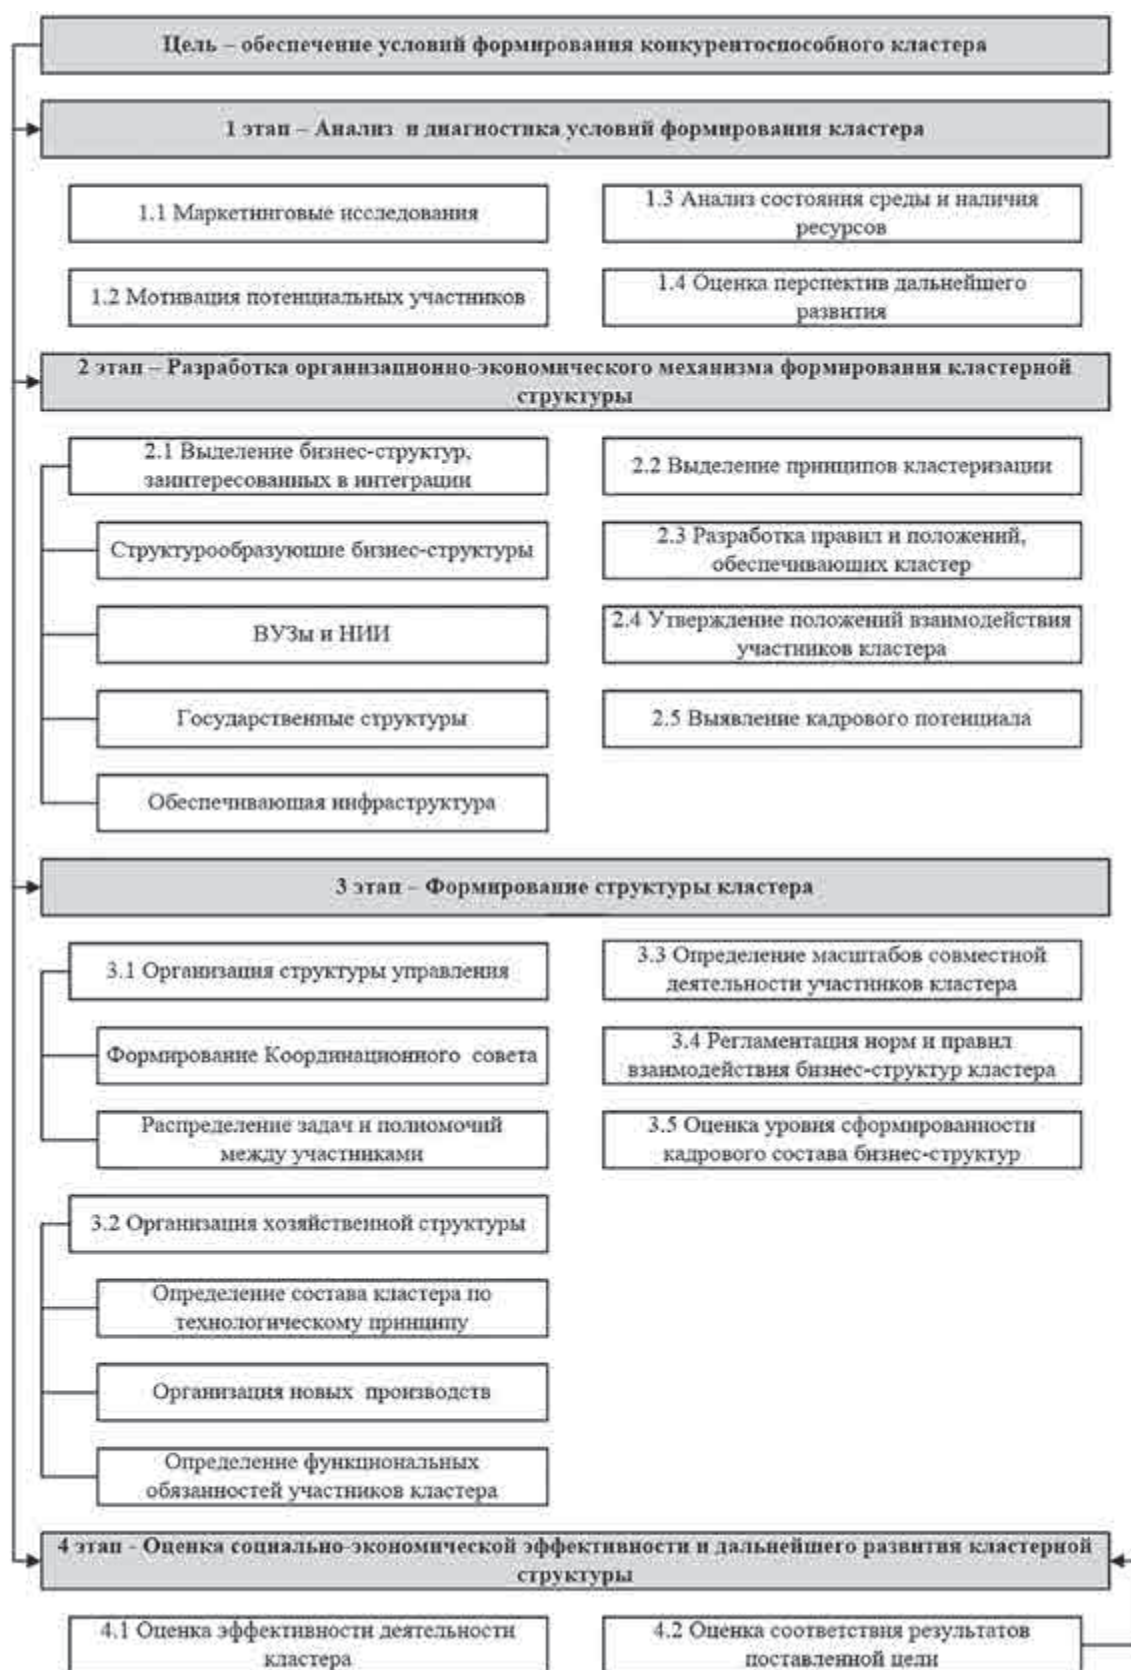 Цель – обеспечение условий формирования конкурентоспособного кластера
1 этап – Анализ и диагностика условий формирования кластера
1.1 Маркетинговые исследования
1.3 Анализ состояния среды и наличия
ресурсов
1.2 Мотивация потенциальных участников
1.4 Оценка перспектив дальнейшего
развития
2 этап – Разработка организационно-экономического механизма формирования кластерной
структуры
2.1 Выделение бизнес-структур,
заинтересованных в интеграции
2.2 Выделение принципов кластеризации
Структурообразующие бизнес-структуры
2.3 Разработка правил и положений,
обеспечивающих кластер
ВУЗы и НИИ
2.4 Утверждение положений взаимодействия
участников кластера
Государственные структуры
2.5 Выявление кадрового потенциала
Обеспечивающая инфраструктура
3 этап – Формирование структуры кластера
3.1 Организация структуры управления
3.3 Определение масштабов совместной
деятельности участников кластера
Формирование Координационного совета
3.4 Регламентация норм и правил
взаимодействия бизнес-структур кластера
Распределение задач и полномочий
между участниками
3.5 Оценка уровня сформированности
кадрового состава бизнес-структур
3.2 Организация хозяйственной структуры
Определение состава кластера по
технологическому принципу
Организация новых производств
Определение функциональных
обязанностей участников кластера
4 этап - Оценка социально-экономической эффективности и дальнейшего развития кластерной
структуры
4.1 Оценка эффективности деятельности
кластера
4.2 Оценка соответствия результатов
поставленной цели